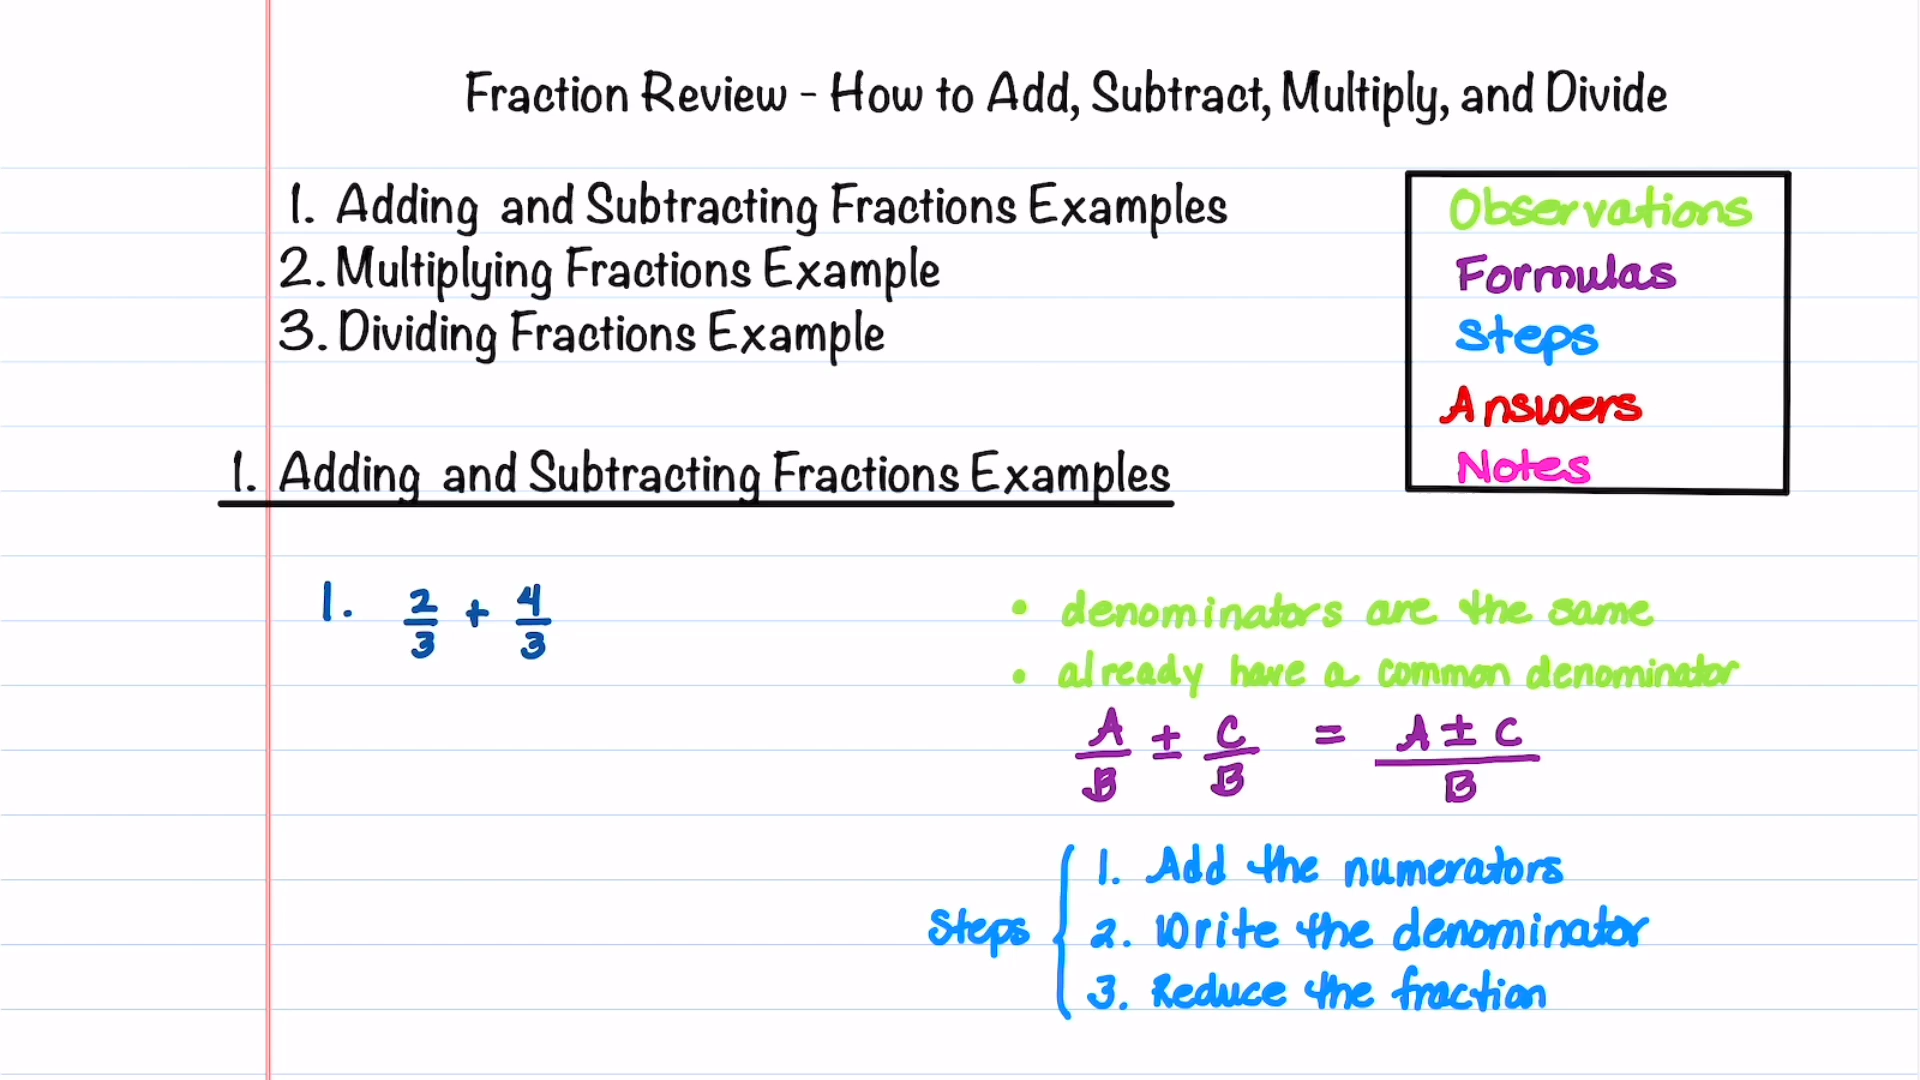 Fraction Review - How to Add, Subtract, Multiply, and Divide
1. Adding and Subtracting Fractions Examples
2. Multiplying Fractions Example
3. Dividing Fractions Example
Observations
Formulas
Steps
Answers
Notes
1. Adding and Subtracting Fractions Examples
1. 2/3 + 4/3
• denominators are the same
• already have a common denominator
A/B ± C/B = A ± C/B
Steps
1. Add the numerators
2. Write the denominator
3. Reduce the fraction